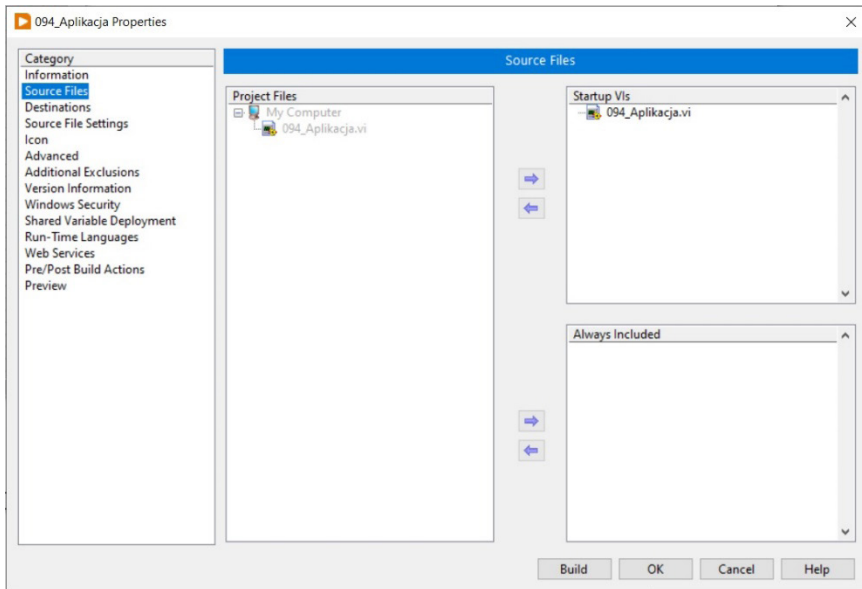 094_Aplikacja Properties
Category
Information
Source Files
Destinations
Source File Settings
Icon
Advanced
Additional Exclusions
Version Information
Windows Security
Shared Variable Deployment
Run-Time Languages
Web Services
Pre/Post Build Actions
Preview
Source Files
Project Files
My Computer
094_Aplikacja.vi
Startup VIs
094_Aplikacja.vi
Always Included
Build
OK
Cancel
Help